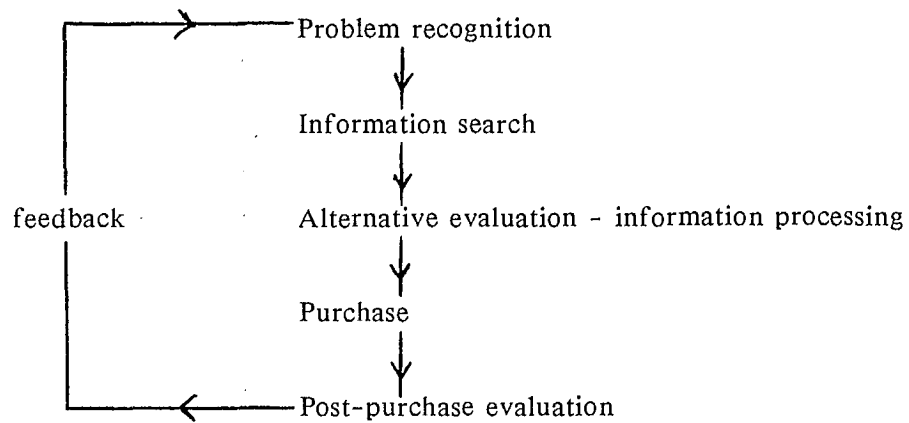 Problem recognition
Information search
feedback
Alternative evaluation - information processing
Purchase
Post-purchase evaluation